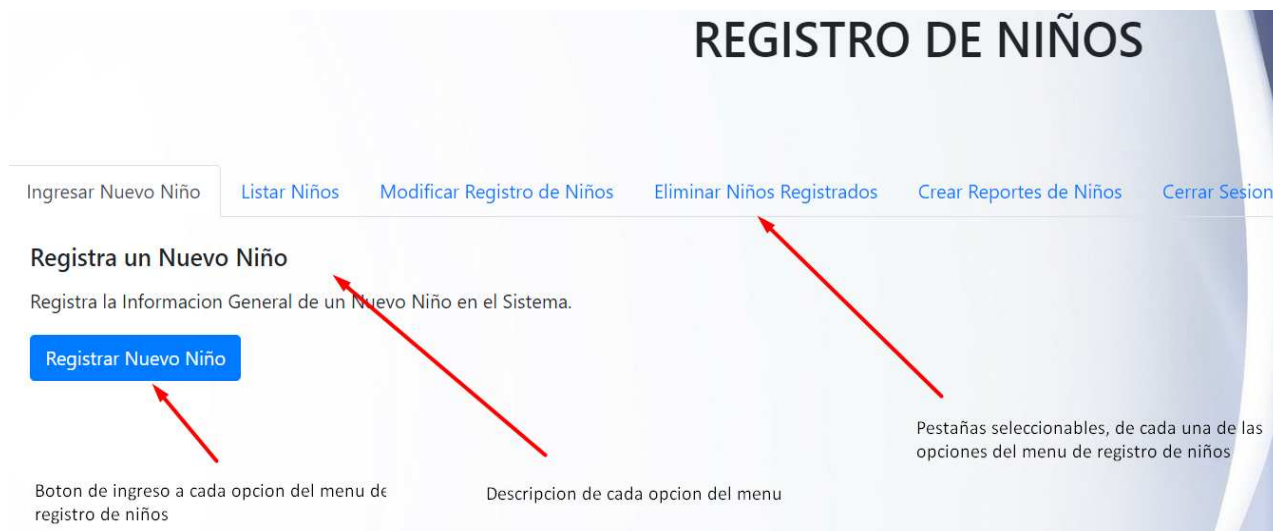 REGISTRO DE NIÑOS
Ingresar Nuevo Niño Listar Niños Modificar Registro de Niños Eliminar Niños Registrados Crear Reportes de Niños Cerrar Sesion
Registra un Nuevo Niño
Registra la Informacion General de un Nuevo Niño en el Sistema.
Registrar Nuevo Niño
Pestañas seleccionables, de cada una de las
opciones del menu de registro de niños
Boton de ingreso a cada opcion del menu de
registro de niños
Descripcion de cada opcion del menu